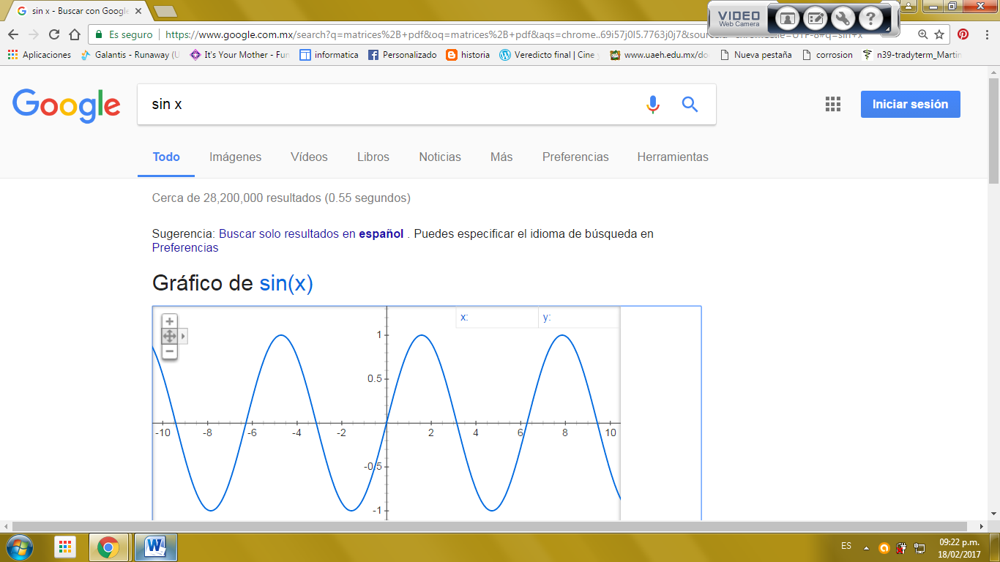 sin x - Buscar con Google
VIDEO
Web Camera
Es seguro
https://www.google.com.mx/search?q=matrices%2B+pdf&oq=matrices%2B+pdf&aqs=chrome..69i57j0l5.7763j0j7&sourceid=chrome&ie=UTF-8#q=sin+x
Aplicaciones
Galantis - Runaway (U
It's Your Mother - Fun
informatica
Personalizado
historia
Veredicto final | Cine y
www.uaeh.edu.mx/do
Nueva pestaña
corrosion
n39-tradyterm_Martin
Google
sin x
Iniciar sesión
Todo Imágenes Vídeos Libros Noticias Más Preferencias Herramientas
Cerca de 28,200,000 resultados (0.55 segundos)
Sugerencia: Buscar solo resultados en español . Puedes especificar el idioma de búsqueda en
Preferencias
Gráfico de sin(x)
x: y:
1
0.5
-10 -8 -6 -4 -2 2 4 6 8 10
-0.5
-1
ES
09:22 p.m.
18/02/2017